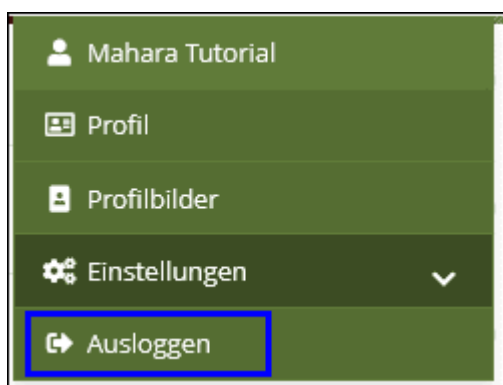 Mahara Tutorial
Profil
Profilbilder
Einstellungen
Ausloggen